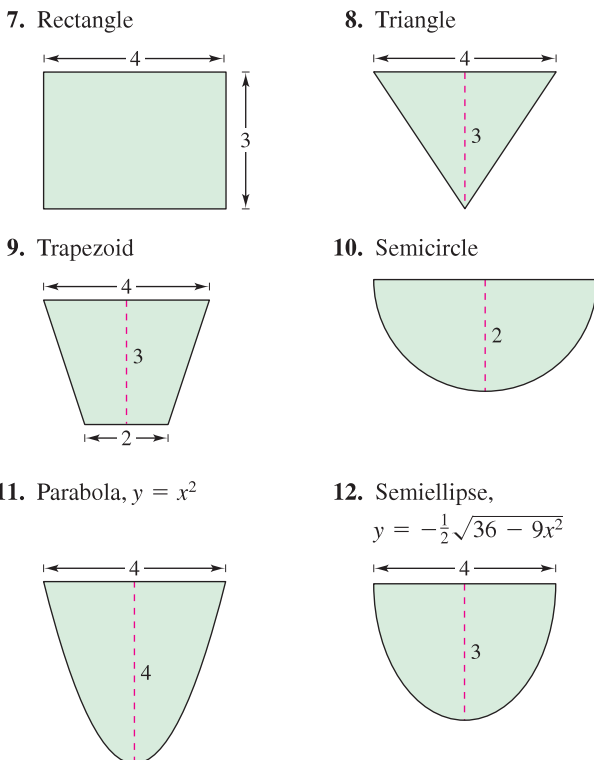 7. Rectangle
4
3
8. Triangle
4
3
9. Trapezoid
4
3
2
10. Semicircle
2
11. Parabola, y = x²
4
4
12. Semiellipse,
y = −½√(36 − 9x²)
4
3